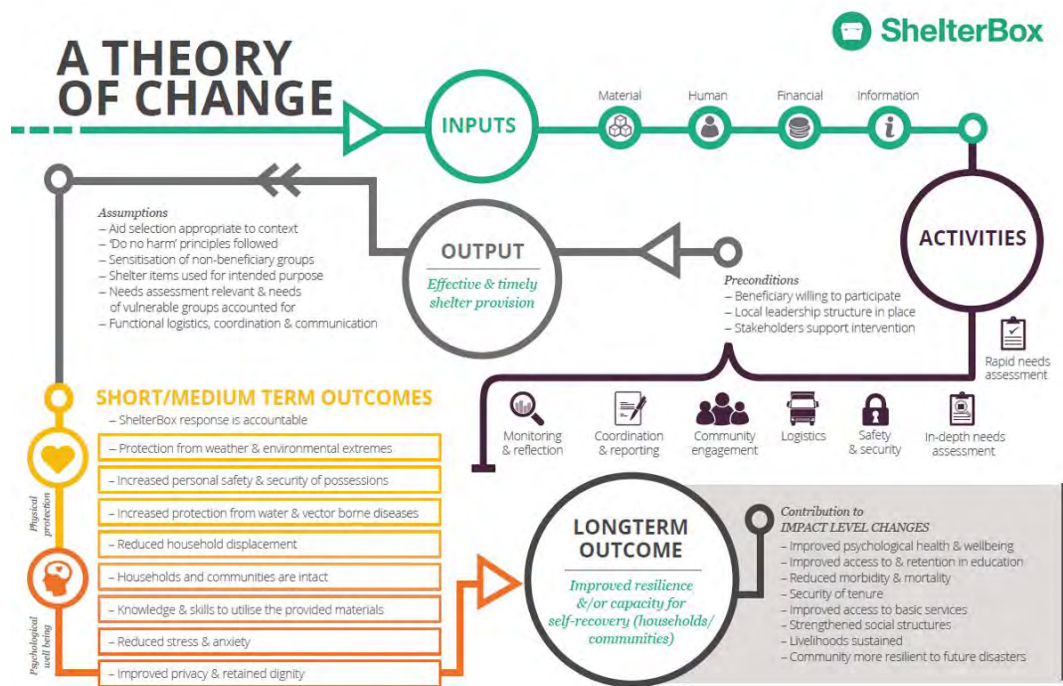 A THEORY
OF CHANGE
ShelterBox
INPUTS
Material
Human
Financial
Information
ACTIVITIES
Rapid needs
assessment
In-depth needs
assessment
Safety
& security
Logistics
Community
engagement
Coordination
& reporting
Monitoring
& reflection
Preconditions
– Beneficiary willing to participate
– Local leadership structure in place
– Stakeholders support intervention
OUTPUT
Effective & timely
shelter provision
Assumptions
– Aid selection appropriate to context
– ‘Do no harm’ principles followed
– Sensitisation of non-beneficiary groups
– Shelter items used for intended purpose
– Needs assessment relevant & needs
of vulnerable groups accounted for
– Functional logistics, coordination & communication
SHORT/MEDIUM TERM OUTCOMES
– ShelterBox response is accountable
– Protection from weather & environmental extremes
– Increased personal safety & security of possessions
– Increased protection from water & vector borne diseases
– Reduced household displacement
– Households and communities are intact
– Knowledge & skills to utilise the provided materials
– Reduced stress & anxiety
– Improved privacy & retained dignity
Physical
protection
Psychological
well being
LONGTERM
OUTCOME
Improved resilience
&/or capacity for
self-recovery (households/
communities)
Contribution to
IMPACT LEVEL CHANGES
– Improved psychological health & wellbeing
– Improved access to & retention in education
– Reduced morbidity & mortality
– Security of tenure
– Improved access to basic services
– Strengthened social structures
– Livelihoods sustained
– Community more resilient to future disasters